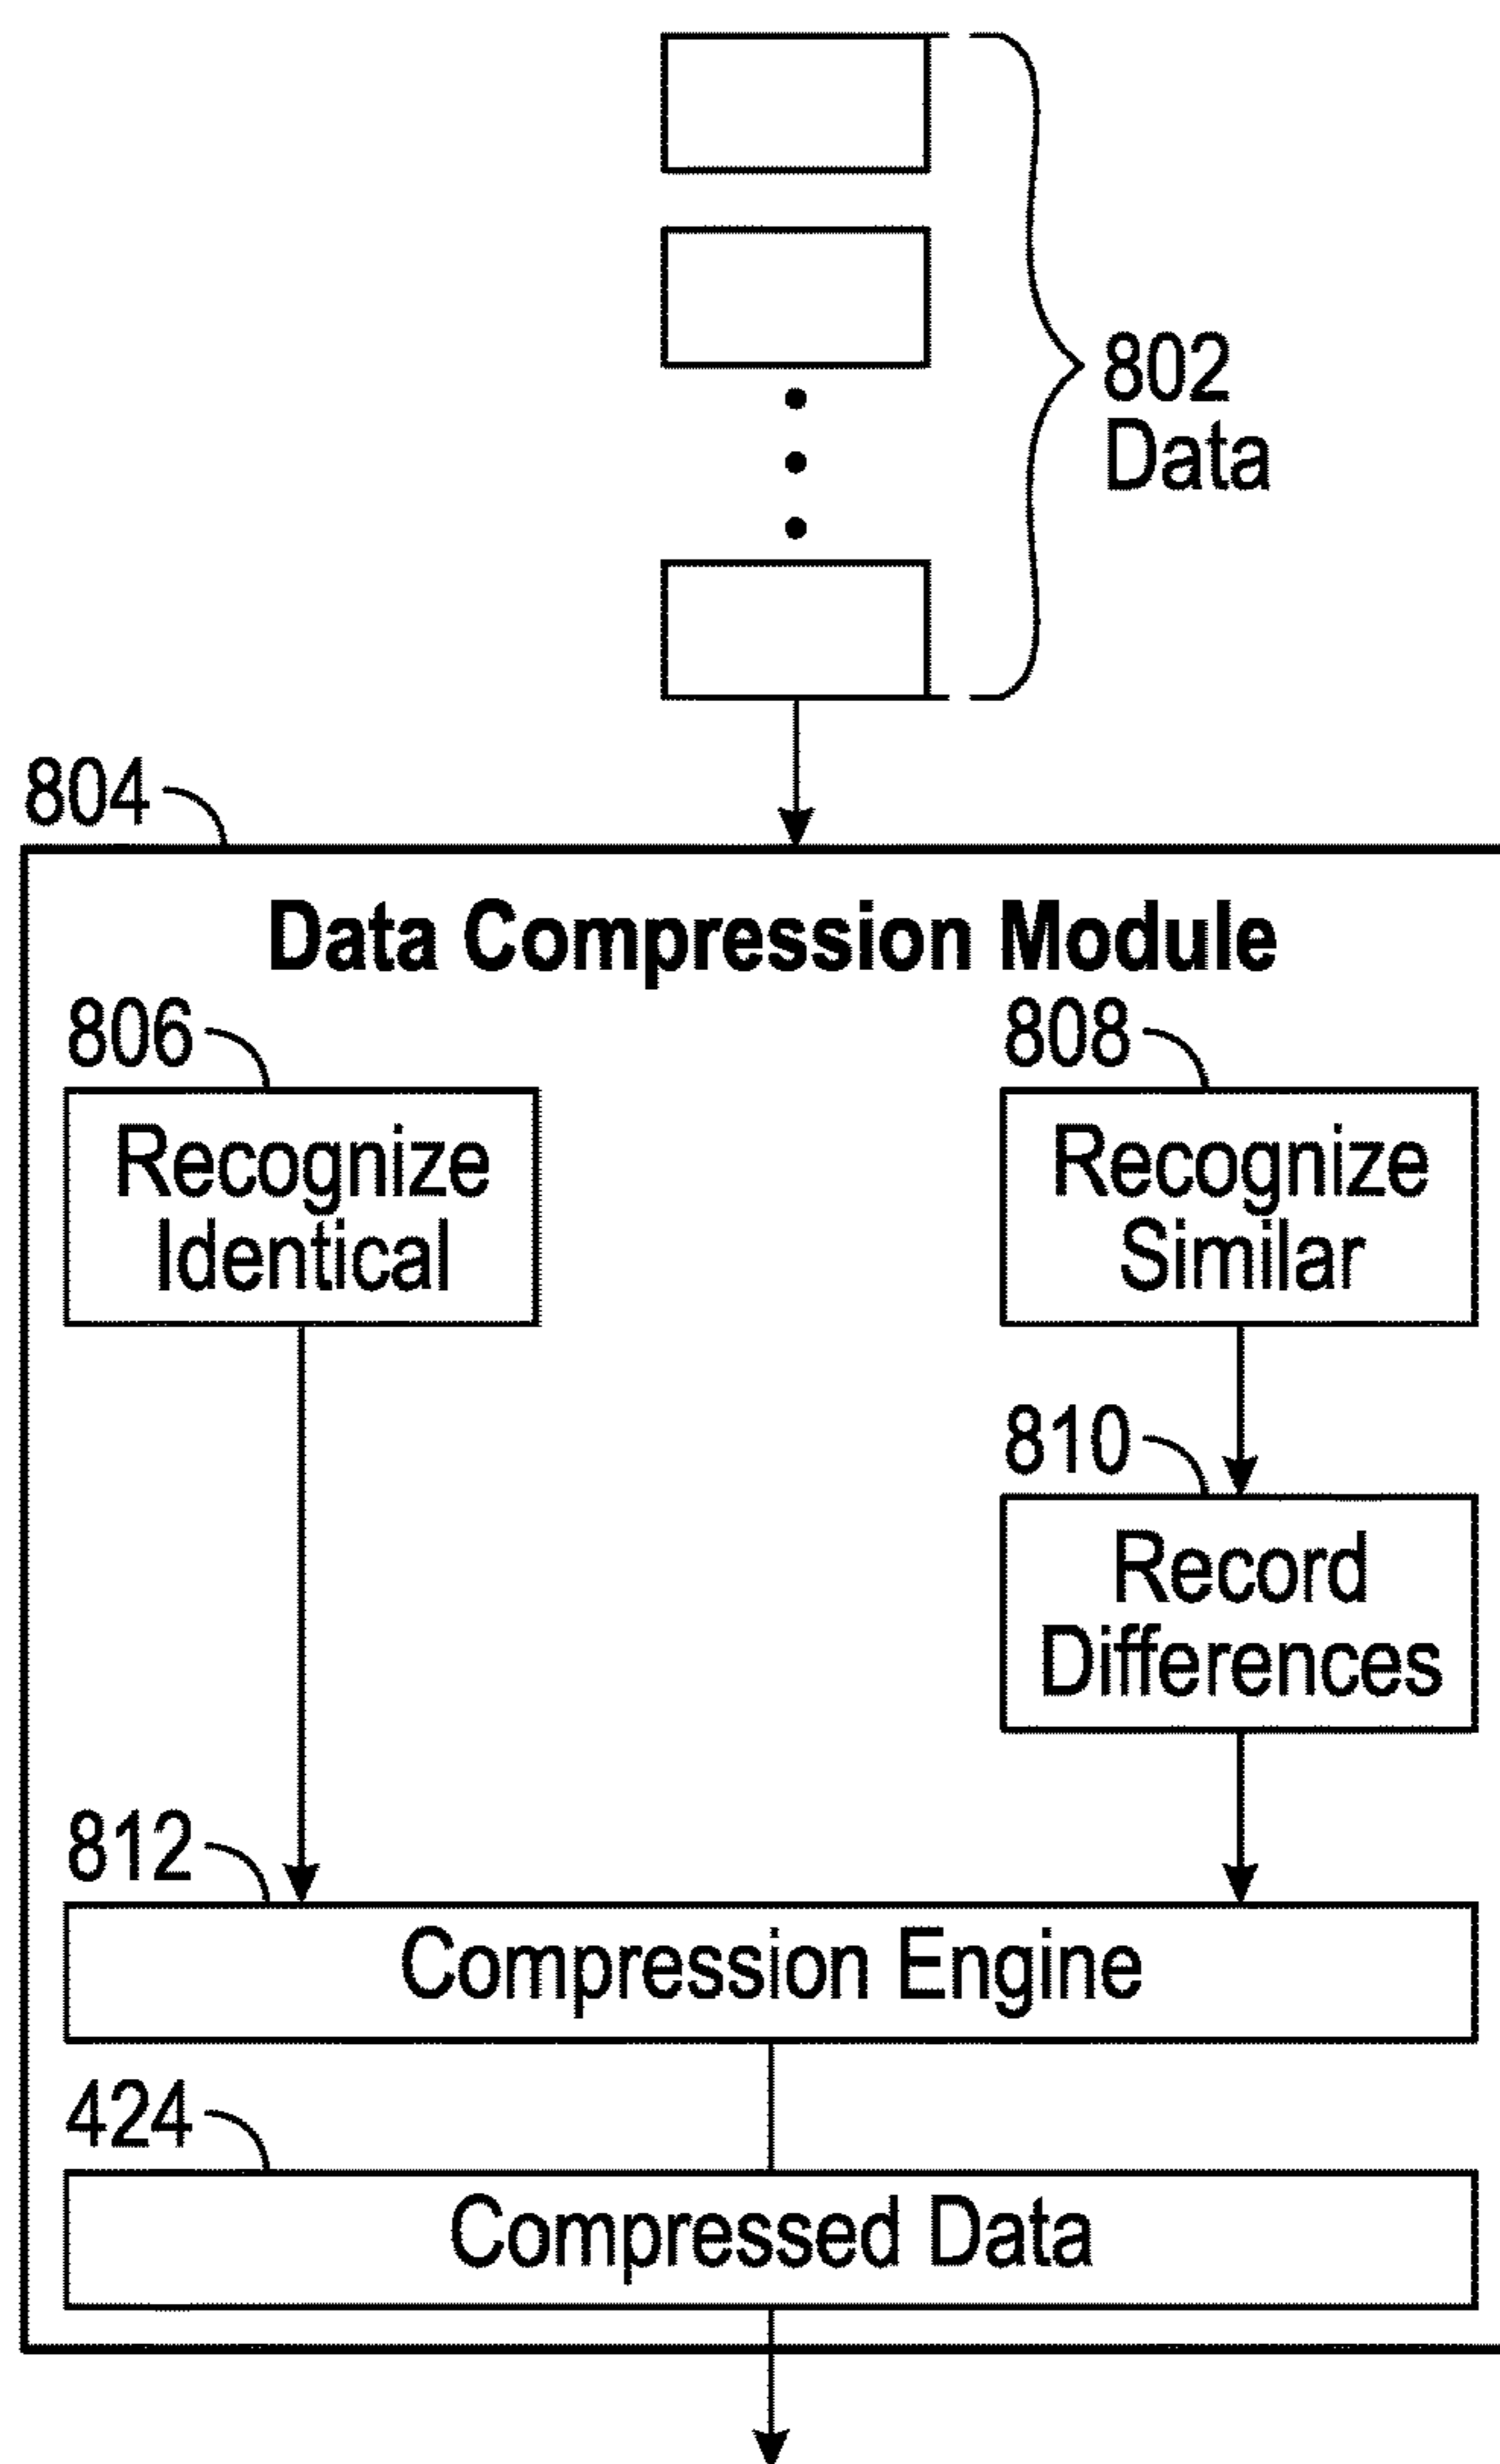 802
Data
804
Data Compression Module
806
Recognize
Identical
808
Recognize
Similar
810
Record
Differences
812
Compression Engine
424
Compressed Data